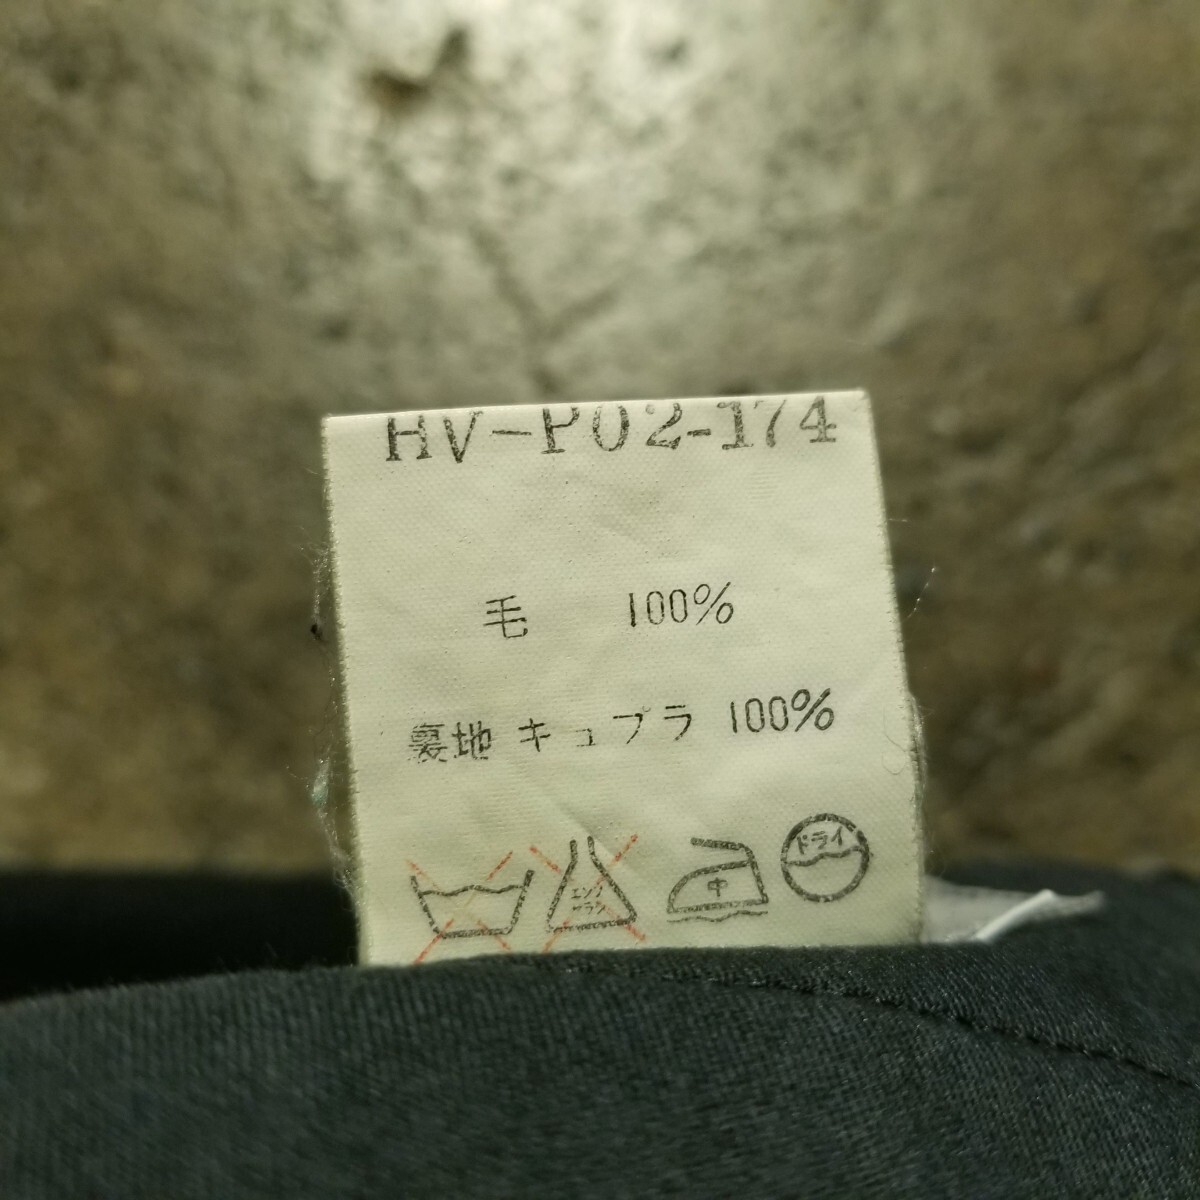 HV-P02-174
毛 100%
裏地 キュプラ 100%
エンソ
サラシ
中
ドライ